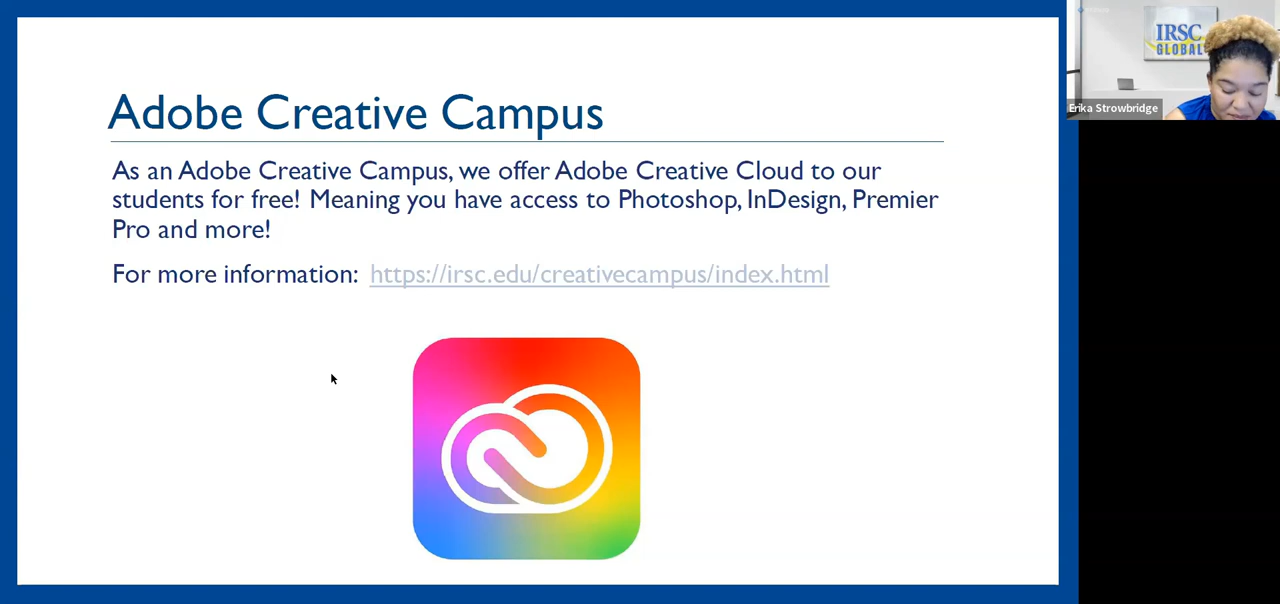 Adobe Creative Campus
As an Adobe Creative Campus, we offer Adobe Creative Cloud to our
students for free! Meaning you have access to Photoshop, InDesign, Premier
Pro and more!
For more information: https://irsc.edu/creativecampus/index.html
IRSC
GLOBAL
Erika Strowbridge